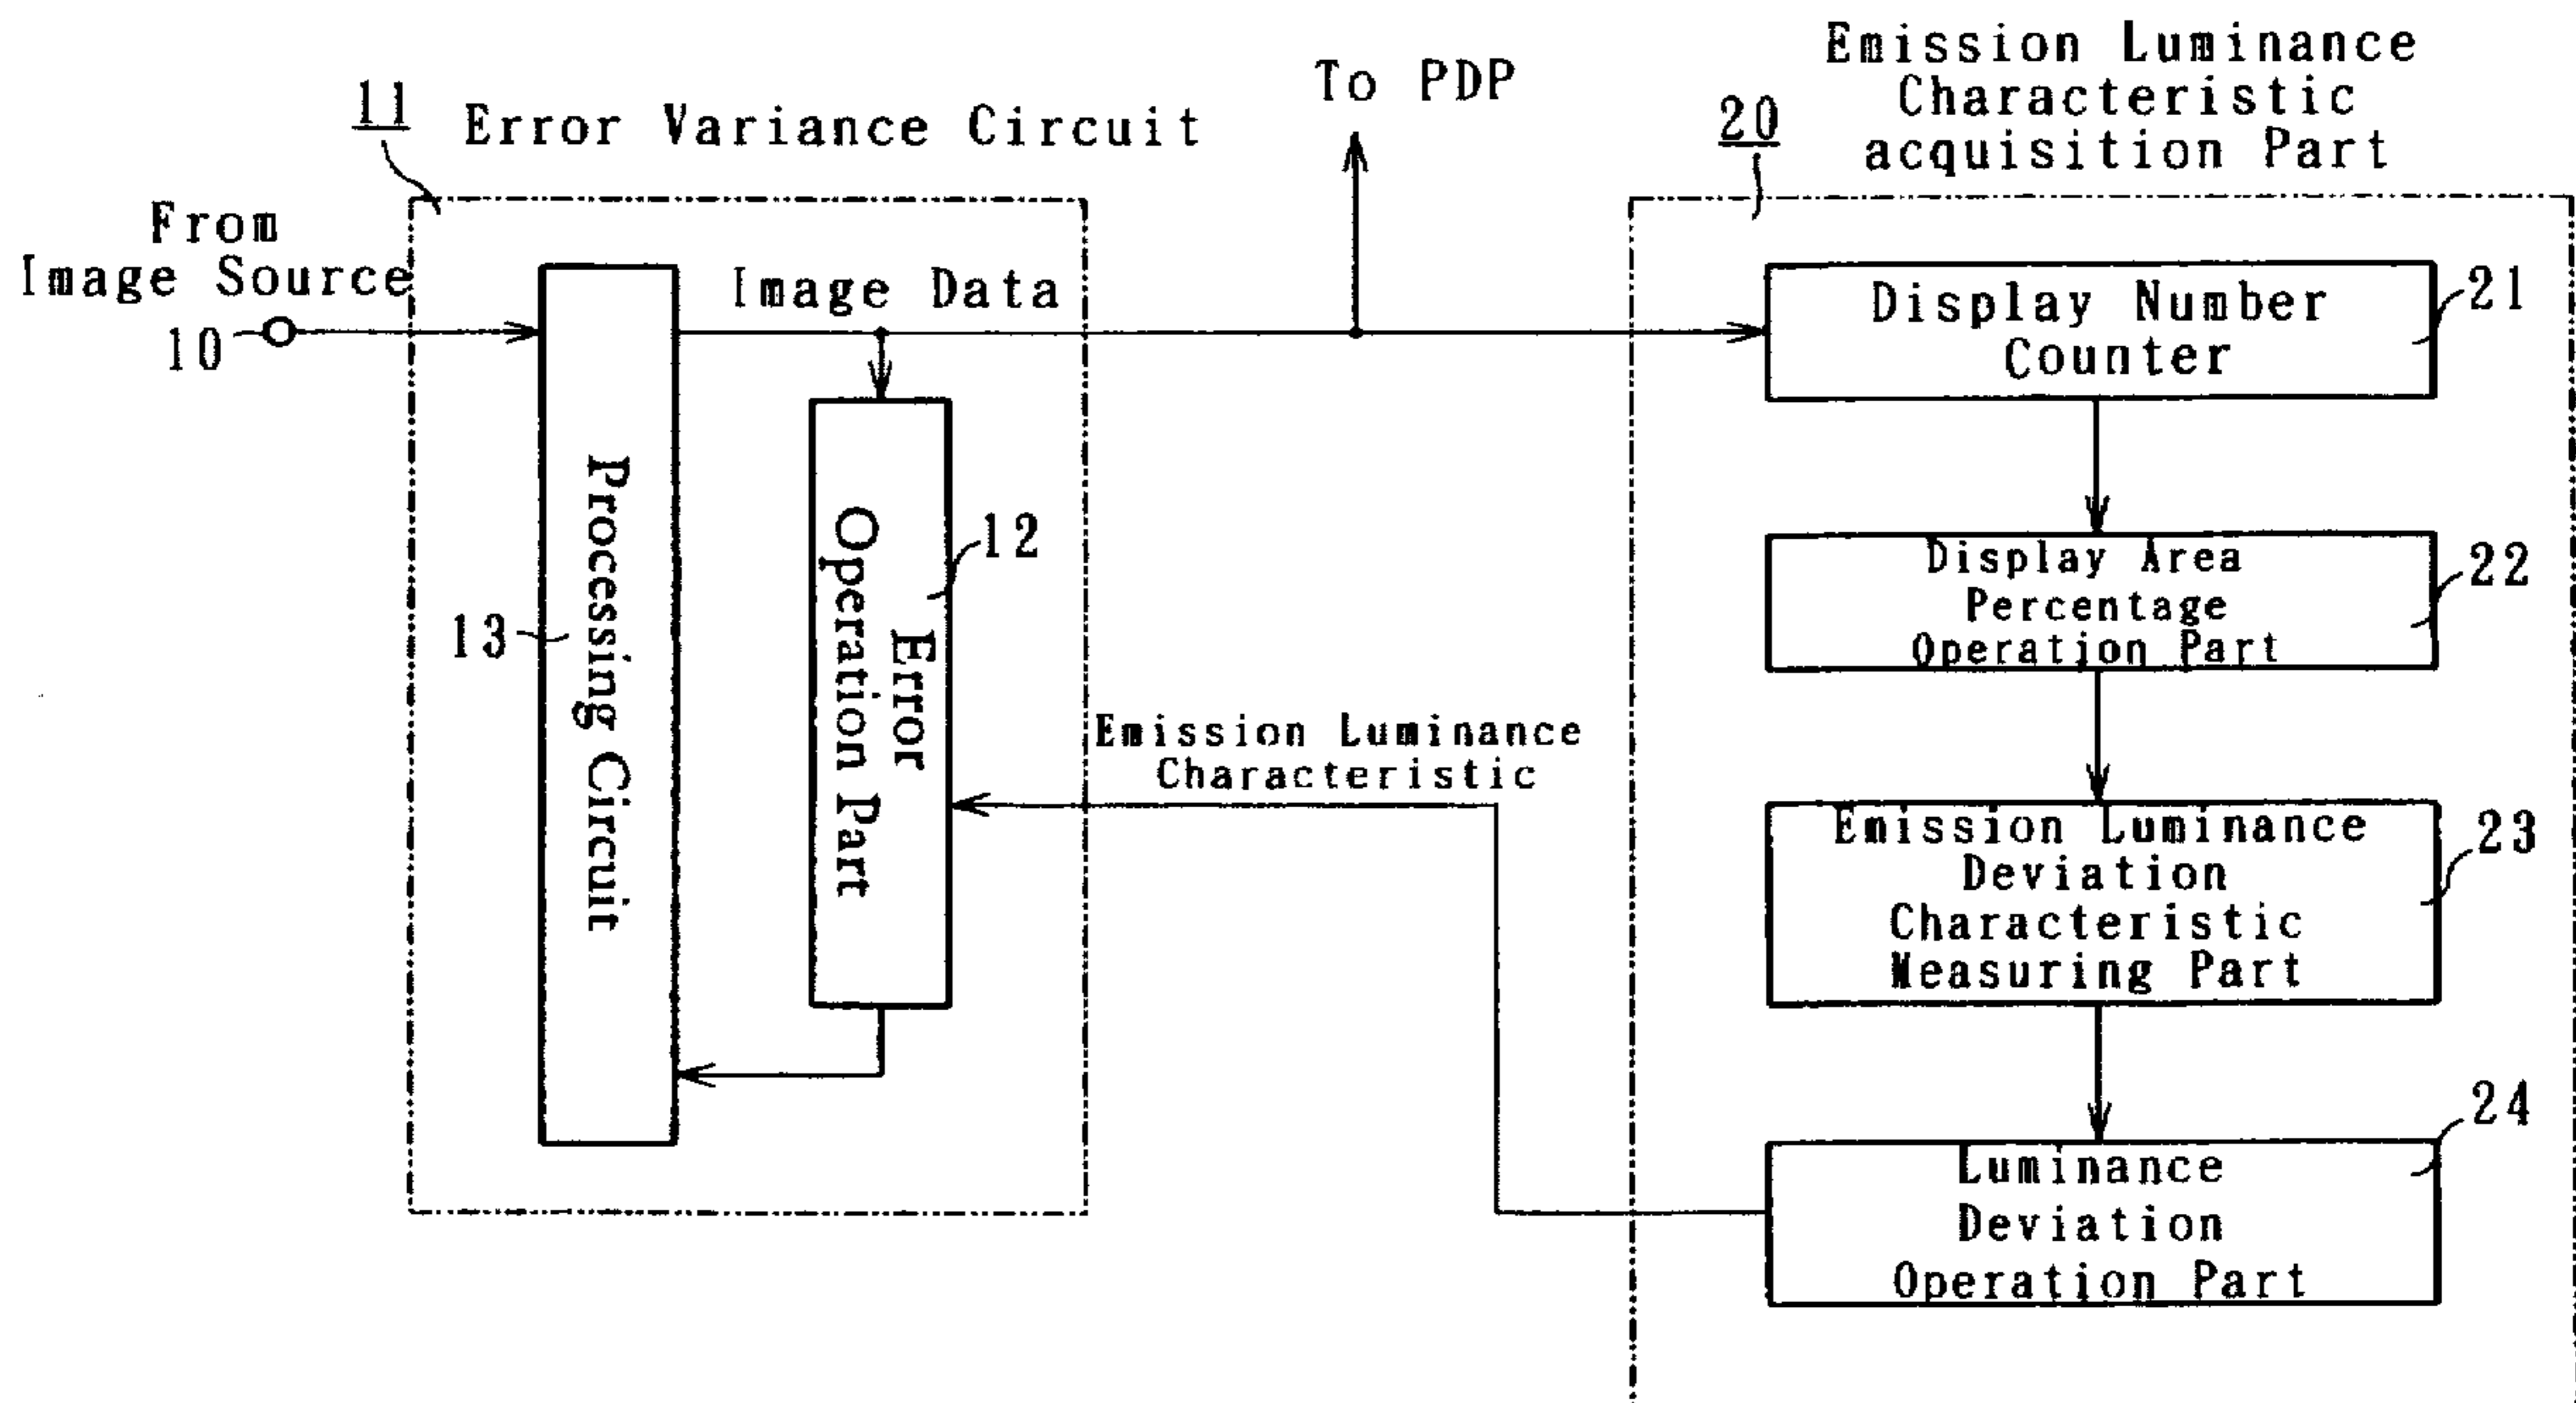 11 Error Variance Circuit
To PDP
20
Emission Luminance
Characteristic
acquisition Part
From
Image Source
10
Image Data
Processing Circuit
13
Error
Operation Part
12
Emission Luminance
Characteristic
Display Number
Counter
21
Display Area
Percentage
Operation Part
22
Emission Luminance
Deviation
Characteristic
Measuring Part
23
Luminance
Deviation
Operation Part
24